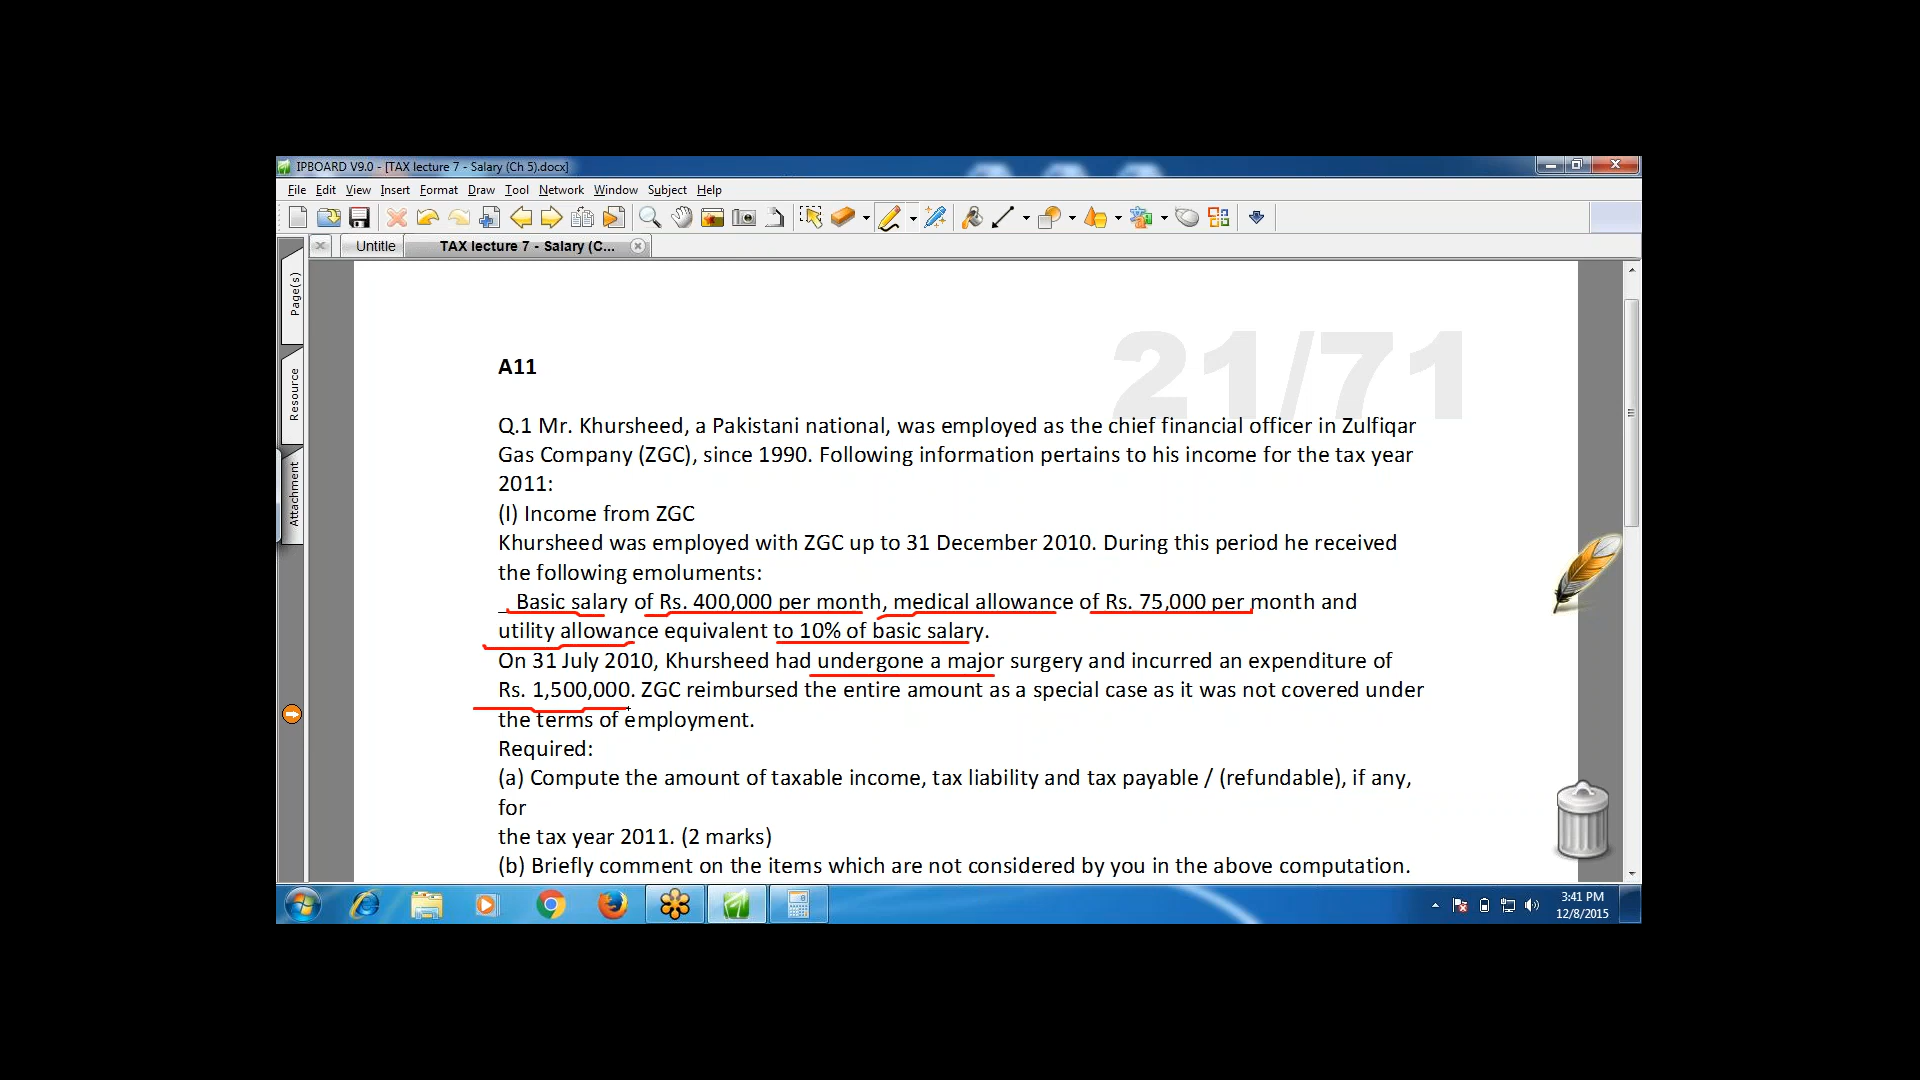 IPBOARD V9.0 - [TAX lecture 7 - Salary (Ch 5).docx]
File Edit View Insert Format Draw Tool Network Window Subject Help
Untitle TAX lecture 7 - Salary (C...
Page(s)
Resource
Attachment
21/71
A11
Q.1 Mr. Khursheed, a Pakistani national, was employed as the chief financial officer in Zulfiqar
Gas Company (ZGC), since 1990. Following information pertains to his income for the tax year
2011:
(I) Income from ZGC
Khursheed was employed with ZGC up to 31 December 2010. During this period he received
the following emoluments:
_ Basic salary of Rs. 400,000 per month, medical allowance of Rs. 75,000 per month and
utility allowance equivalent to 10% of basic salary.
On 31 July 2010, Khursheed had undergone a major surgery and incurred an expenditure of
Rs. 1,500,000. ZGC reimbursed the entire amount as a special case as it was not covered under
the terms of employment.
Required:
(a) Compute the amount of taxable income, tax liability and tax payable / (refundable), if any,
for
the tax year 2011. (2 marks)
(b) Briefly comment on the items which are not considered by you in the above computation.
3:41 PM
12/8/2015